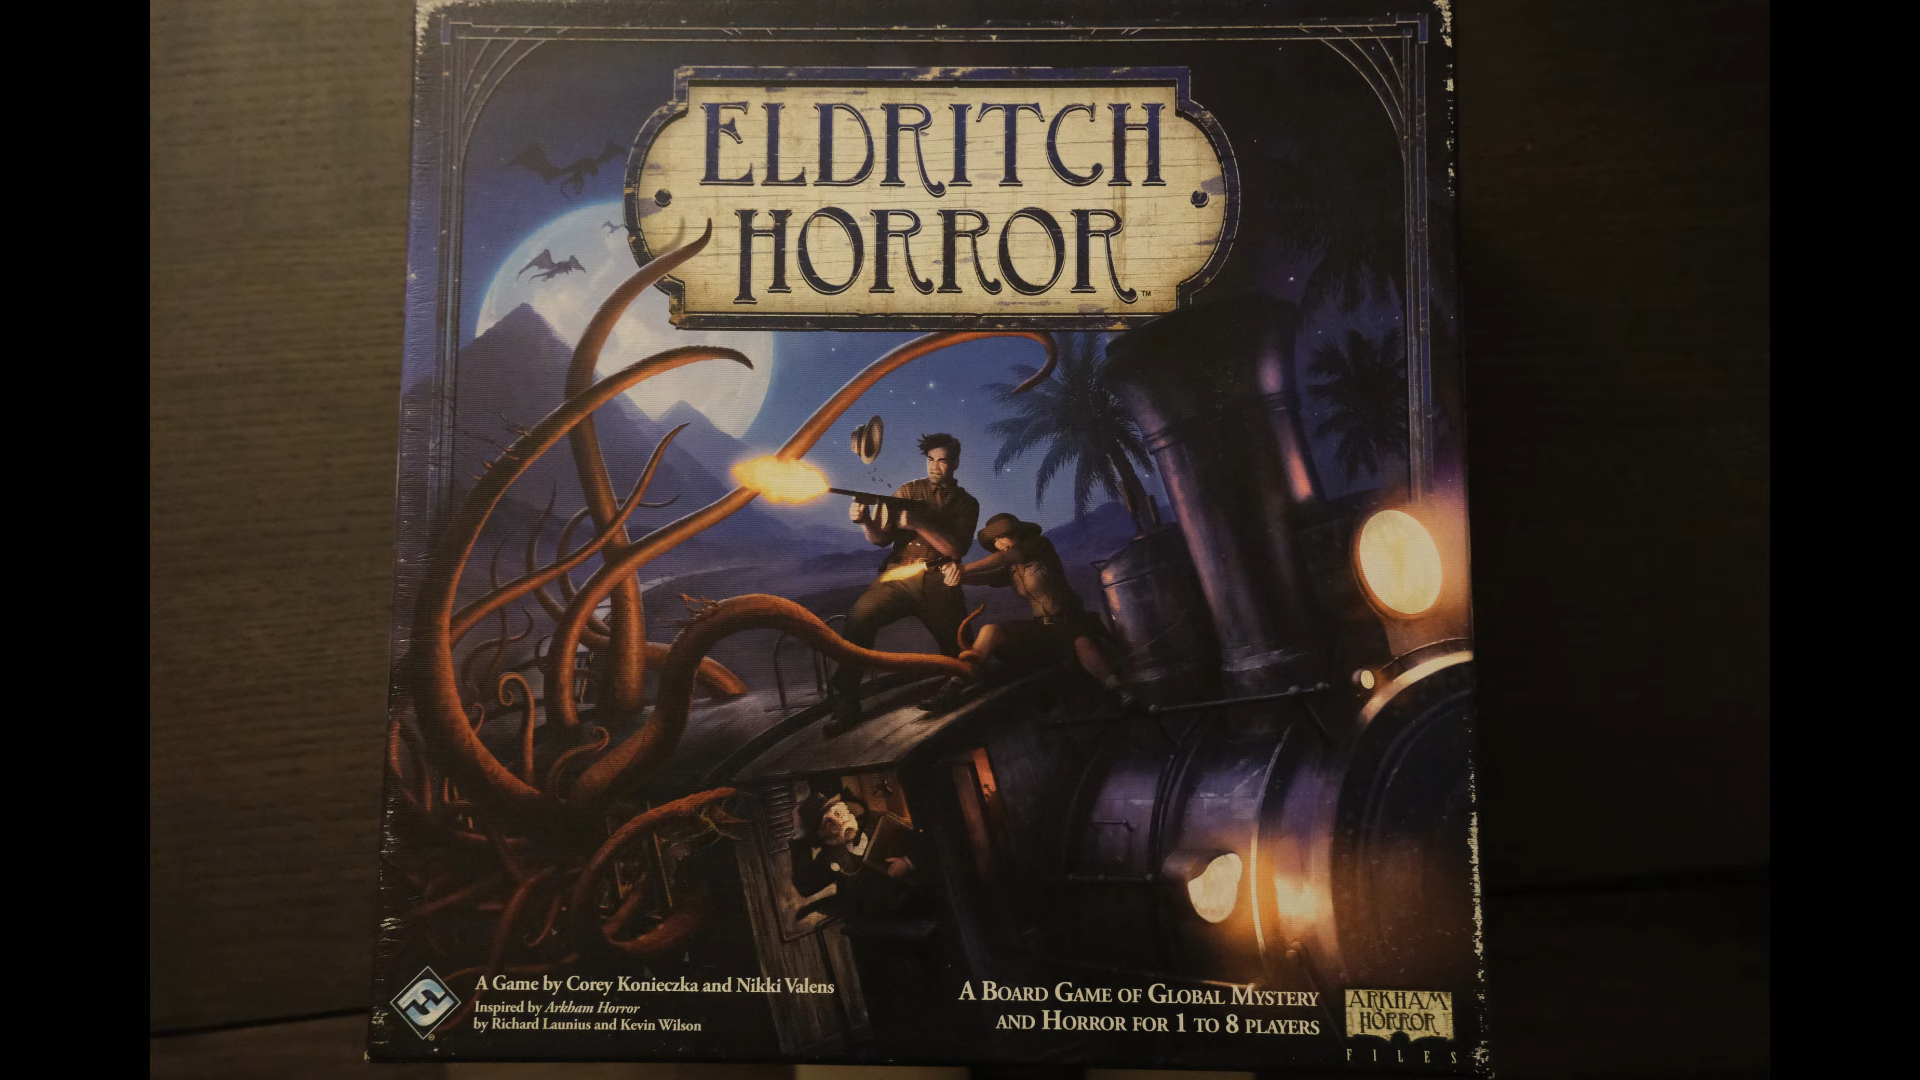 ELDRITCH
HORROR™
A Game by Corey Konieczka and Nikki Valens
Inspired by Arkham Horror
by Richard Launius and Kevin Wilson
A Board Game of Global Mystery
and Horror for 1 to 8 players
ARKHAM
HORROR
FILES